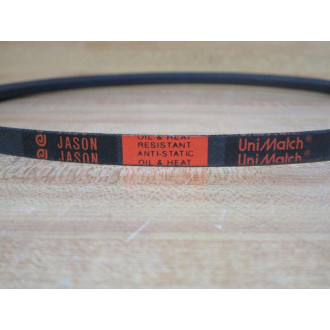 JASON
JASON
OIL & HEAT
RESISTANT
ANTI-STATIC
OIL & HEAT
UniMatch®
UniMatch®